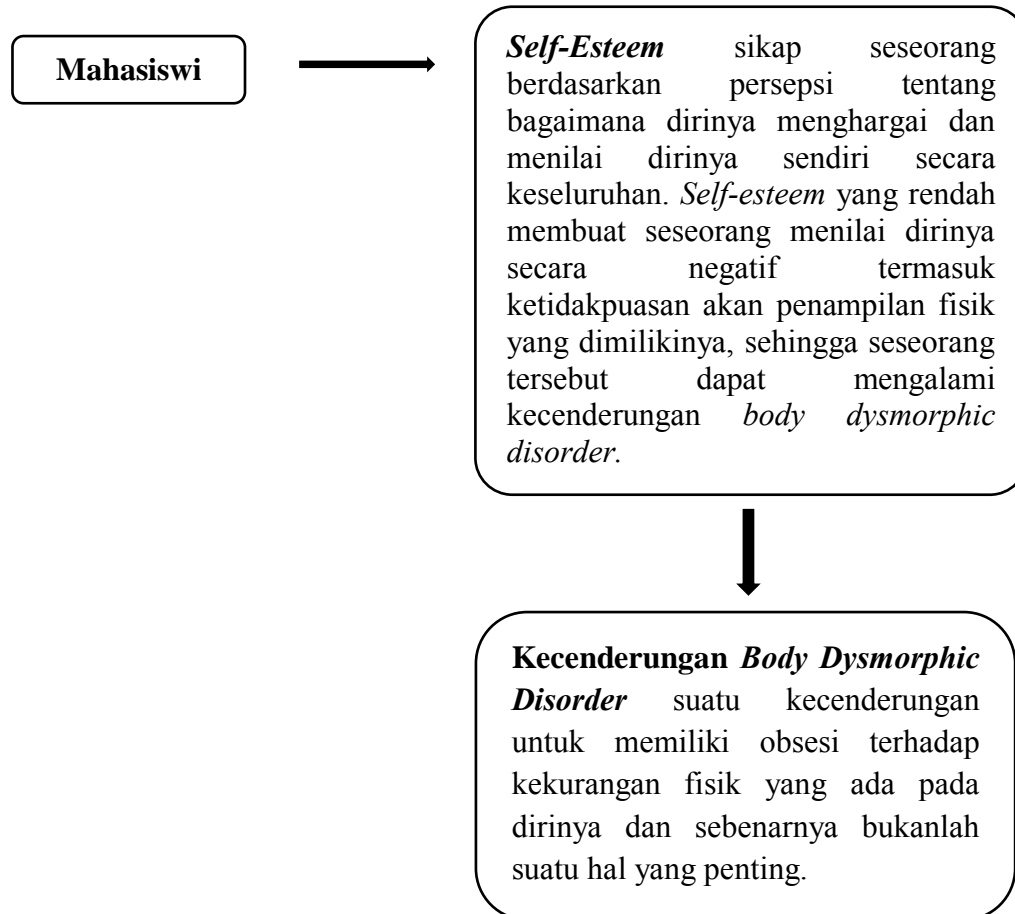 Mahasiswi
Self-Esteem sikap seseorang
berdasarkan persepsi tentang
bagaimana dirinya menghargai dan
menilai dirinya sendiri secara
keseluruhan. Self-esteem yang rendah
membuat seseorang menilai dirinya
secara negatif termasuk
ketidakpuasan akan penampilan fisik
yang dimilikinya, sehingga seseorang
tersebut dapat mengalami
kecenderungan body dysmorphic
disorder.
Kecenderungan Body Dysmorphic
Disorder suatu kecenderungan
untuk memiliki obsesi terhadap
kekurangan fisik yang ada pada
dirinya dan sebenarnya bukanlah
suatu hal yang penting.